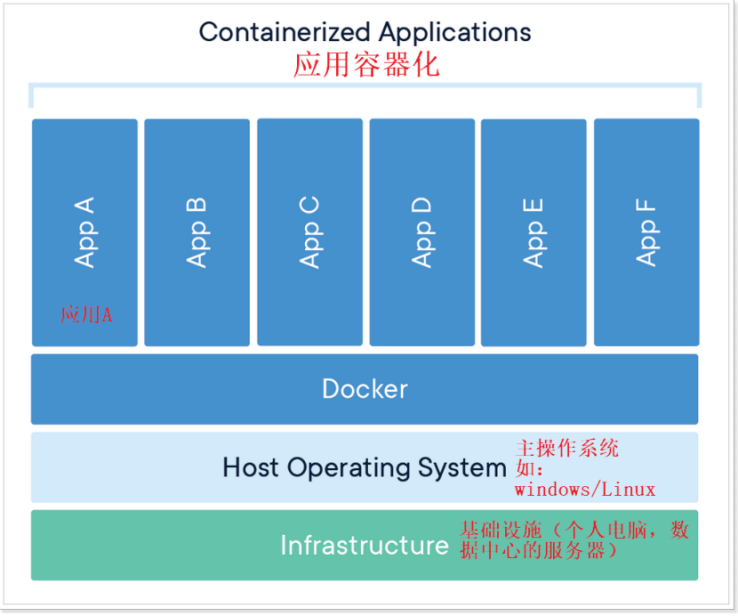 Containerized Applications
应用容器化
App A
App B
App C
App D
App E
App F
应用A
Docker
Host Operating System
主操作系统
如:
windows/Linux
Infrastructure
基础设施（个人电脑，数
据中心的服务器）